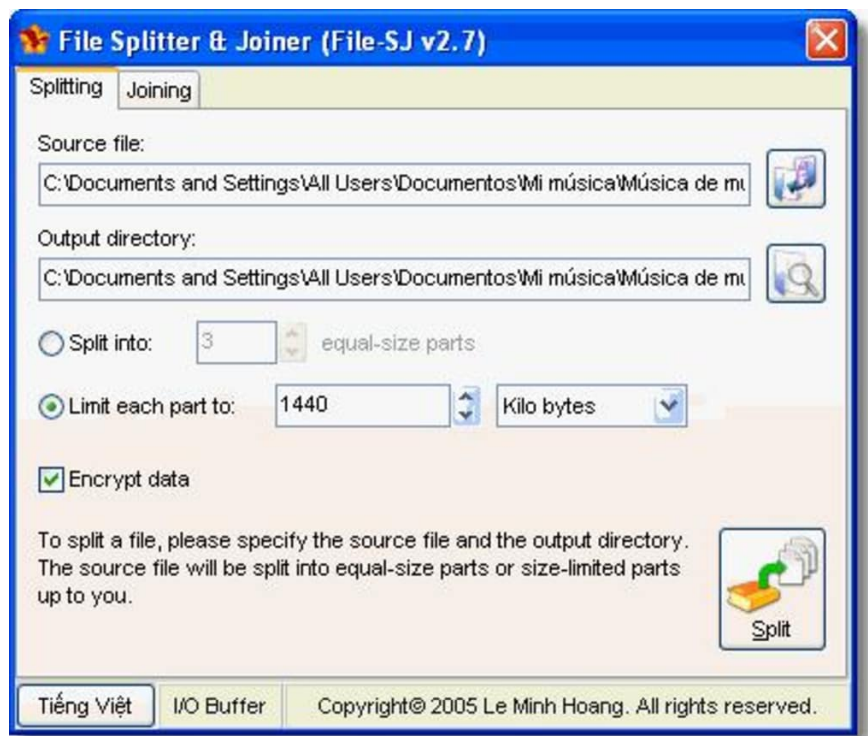 File Splitter & Joiner (File-SJ v2.7)
Splitting
Joining
Source file:
C:\Documents and Settings\All Users\Documentos\Mi música\Música de mu
Output directory:
C:\Documents and Settings\All Users\Documentos\Mi música\Música de mu
Split into: 3 equal-size parts
Limit each part to: 1440 Kilo bytes
Encrypt data
To split a file, please specify the source file and the output directory.
The source file will be split into equal-size parts or size-limited parts
up to you.
Split
Tiếng Việt
I/O Buffer
Copyright© 2005 Le Minh Hoang. All rights reserved.